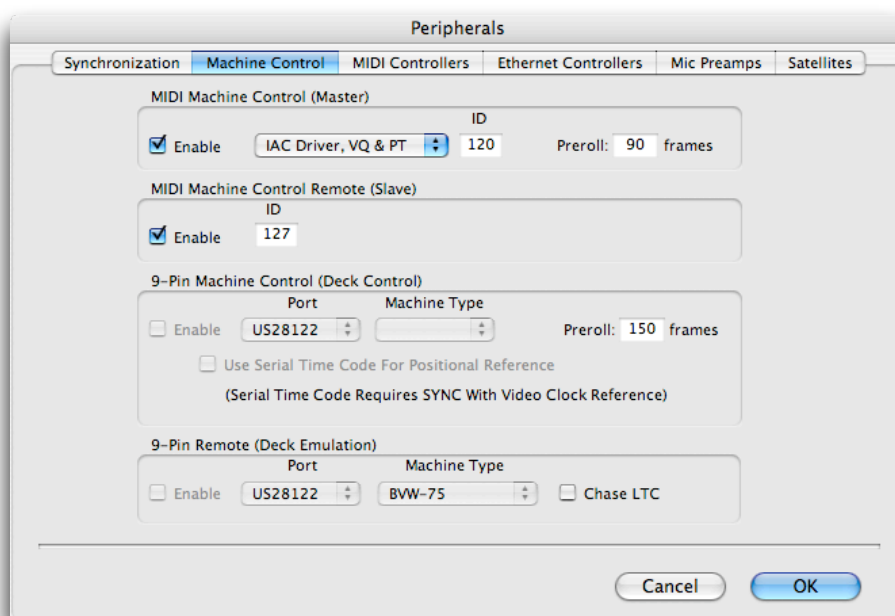 Peripherals
Synchronization Machine Control MIDI Controllers Ethernet Controllers Mic Preamps Satellites
MIDI Machine Control (Master)
ID
Enable IAC Driver, VQ & PT 120 Preroll: 90 frames
MIDI Machine Control Remote (Slave)
ID
Enable 127
9-Pin Machine Control (Deck Control)
Port Machine Type
Enable US28122 Preroll: 150 frames
Use Serial Time Code For Positional Reference
(Serial Time Code Requires SYNC With Video Clock Reference)
9-Pin Remote (Deck Emulation)
Port Machine Type
Enable US28122 BVW-75 Chase LTC
Cancel OK